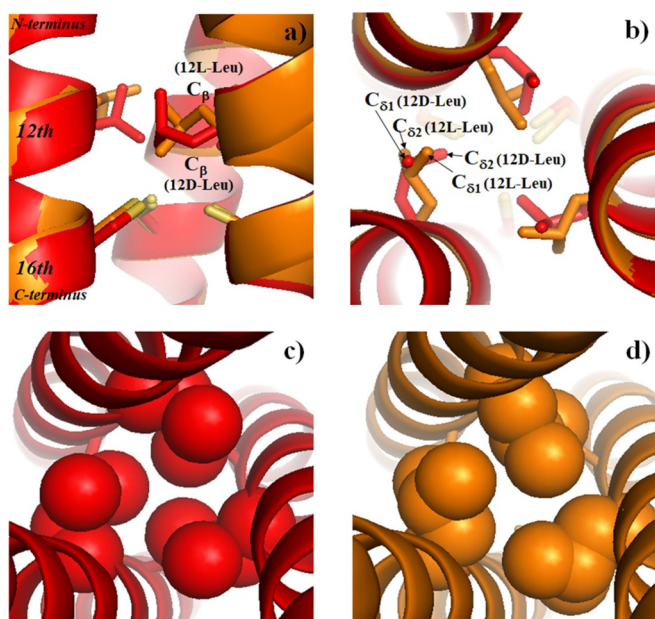 N-terminus
a)
(12L-Leu)
Cβ
12th
Cβ
(12D-Leu)
16th
C-terminus
b)
Cδ1 (12D-Leu)
Cδ2 (12L-Leu)
Cδ2 (12D-Leu)
Cδ1 (12L-Leu)
c)
d)